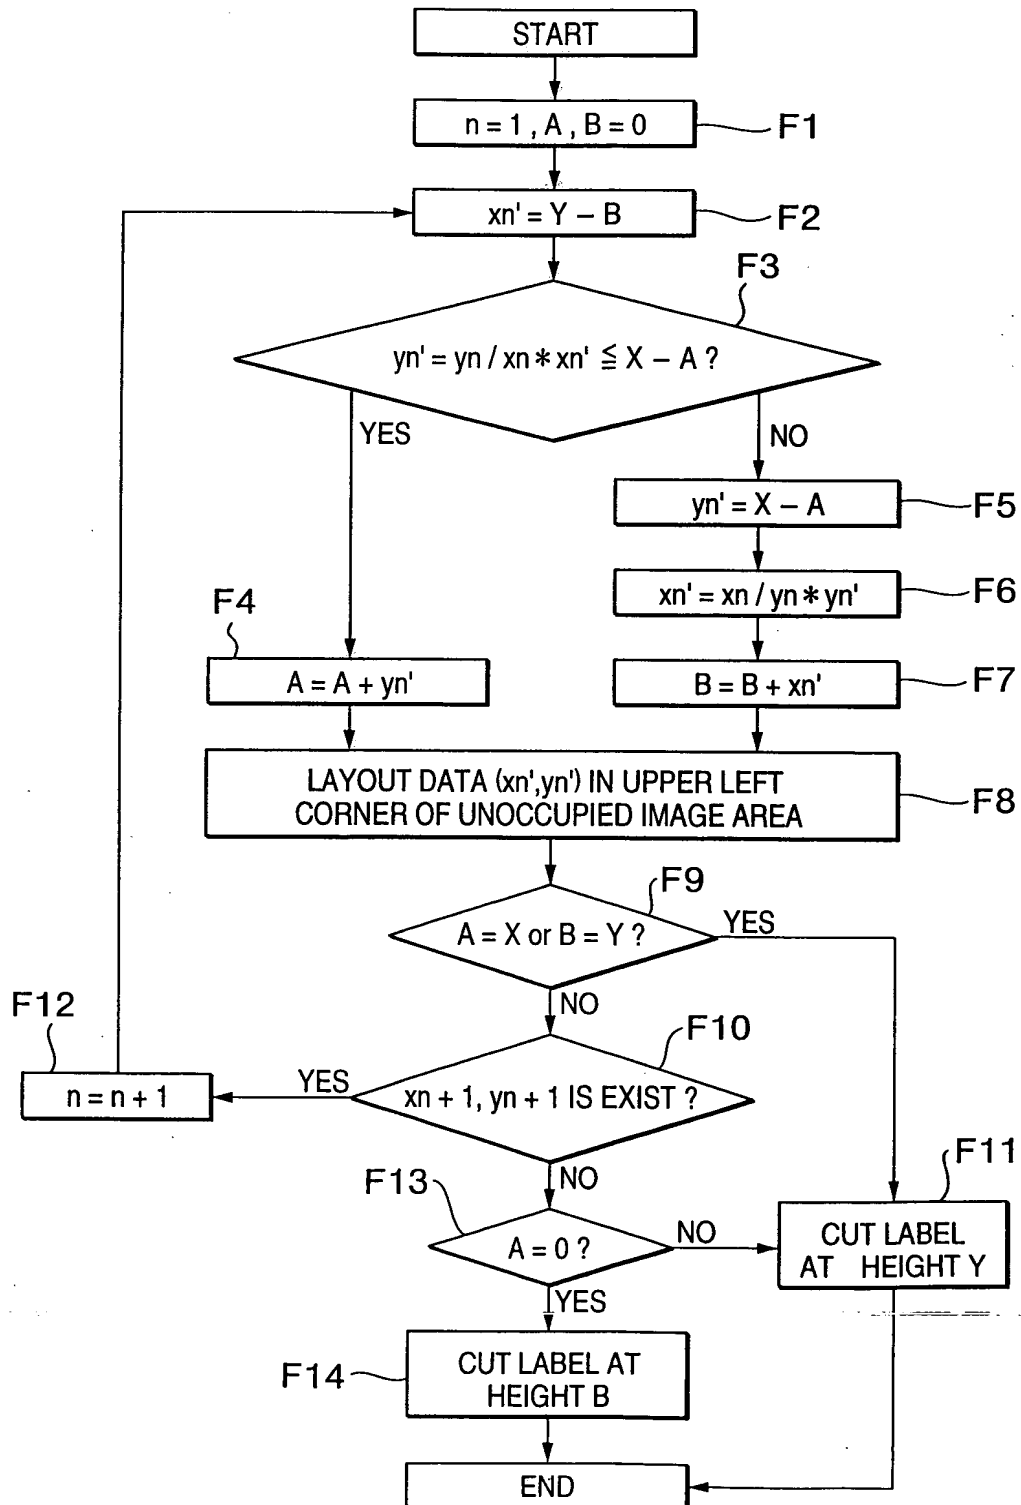 START
n = 1 , A , B = 0
F1
xn' = Y – B
F2
F3
yn' = yn / xn * xn' ≦ X – A ?
YES
NO
yn' = X – A
F5
xn' = xn / yn * yn'
F6
F4
A = A + yn'
B = B + xn'
F7
LAYOUT DATA (xn',yn') IN UPPER LEFT
CORNER OF UNOCCUPIED IMAGE AREA
F8
F9
A = X or B = Y ?
YES
NO
F12
F10
n = n + 1
YES
xn + 1, yn + 1 IS EXIST ?
NO
F13
F11
A = 0 ?
NO
CUT LABEL
AT HEIGHT Y
YES
F14
CUT LABEL AT
HEIGHT B
END